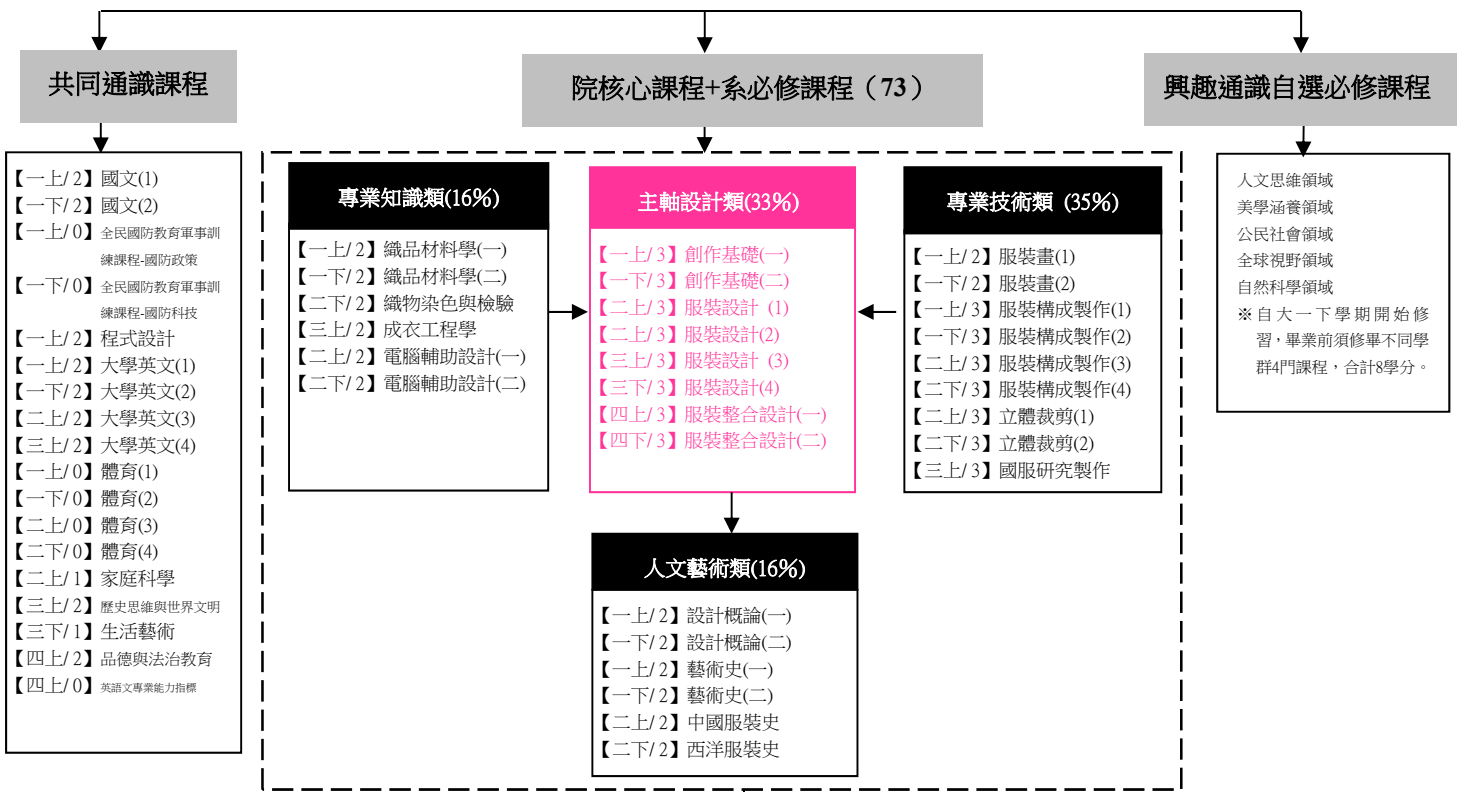 共同通識課程
【一上/ 2】國文(1)
【一下/ 2】國文(2)
【一上/ 0】全民國防教育軍事訓
練課程-國防政策
【一下/ 0】全民國防教育軍事訓
練課程-國防科技
【一上/ 2】程式設計
【一上/ 2】大學英文(1)
【一下/ 2】大學英文(2)
【二上/ 2】大學英文(3)
【三上/ 2】大學英文(4)
【一上/ 0】體育(1)
【一下/ 0】體育(2)
【二上/ 0】體育(3)
【二下/ 0】體育(4)
【二上/ 1】家庭科學
【三上/ 2】歷史思維與世界文明
【三下/ 1】生活藝術
【四上/ 2】品德與法治教育
【四上/ 0】英語文專業能力指標
院核心課程+系必修課程（73）
專業知識類(16%)
【一上/ 2】織品材料學(一)
【一下/ 2】織品材料學(二)
【二下/ 2】織物染色與檢驗
【三上/ 2】成衣工程學
【二上/ 2】電腦輔助設計(一)
【二下/ 2】電腦輔助設計(二)
主軸設計類(33%)
【一上/ 3】創作基礎(一)
【一下/ 3】創作基礎(二)
【二上/ 3】服裝設計 (1)
【二上/ 3】服裝設計(2)
【三上/ 3】服裝設計 (3)
【三下/ 3】服裝設計(4)
【四上/ 3】服裝整合設計(一)
【四下/ 3】服裝整合設計(二)
專業技術類 (35%)
【一上/ 2】服裝畫(1)
【一下/ 2】服裝畫(2)
【一上/ 3】服裝構成製作(1)
【一下/ 2】服裝構成製作(2)
【二上/ 3】服裝構成製作(3)
【二下/ 3】服裝構成製作(4)
【二上/ 3】立體裁剪(1)
【二下/ 3】立體裁剪(2)
【三上/ 3】國服研究製作
人文藝術類(16%)
【一上/ 2】設計概論(一)
【一下/ 2】設計概論(二)
【一上/ 2】藝術史(一)
【一下/ 2】藝術史(二)
【二上/ 2】中國服裝史
【二下/ 2】西洋服裝史
興趣通識自選必修課程
人文思維領域
美學涵養領域
公民社會領域
全球視野領域
自然科學領域
※自大一下學期開始修
習，畢業前須修畢不同學
群4門課程，合計8學分。